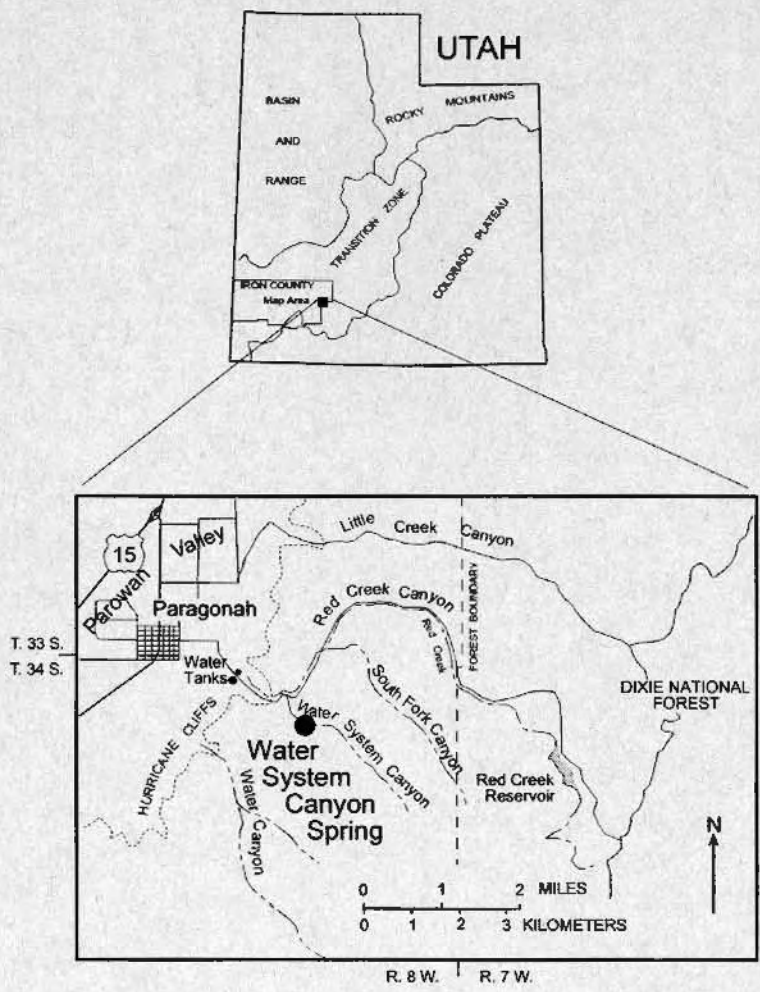 UTAH
BASIN
AND
RANGE
ROCKY MOUNTAINS
TRANSITION ZONE
COLORADO PLATEAU
IRON COUNTY
Map Area
15
Parowan Valley
Paragonah
Little Creek Canyon
Red Creek Canyon
Red Creek
FOREST BOUNDARY
T. 33 S.
T. 34 S.
Water
Tanks
DIXIE NATIONAL
FOREST
HURRICANE CLIFFS
Water System Canyon
South Fork Canyon
Water
System
Canyon
Spring
Water Canyon
Red Creek
Reservoir
N
0 1 2 MILES
0 1 2 3 KILOMETERS
R. 8 W. R. 7 W.